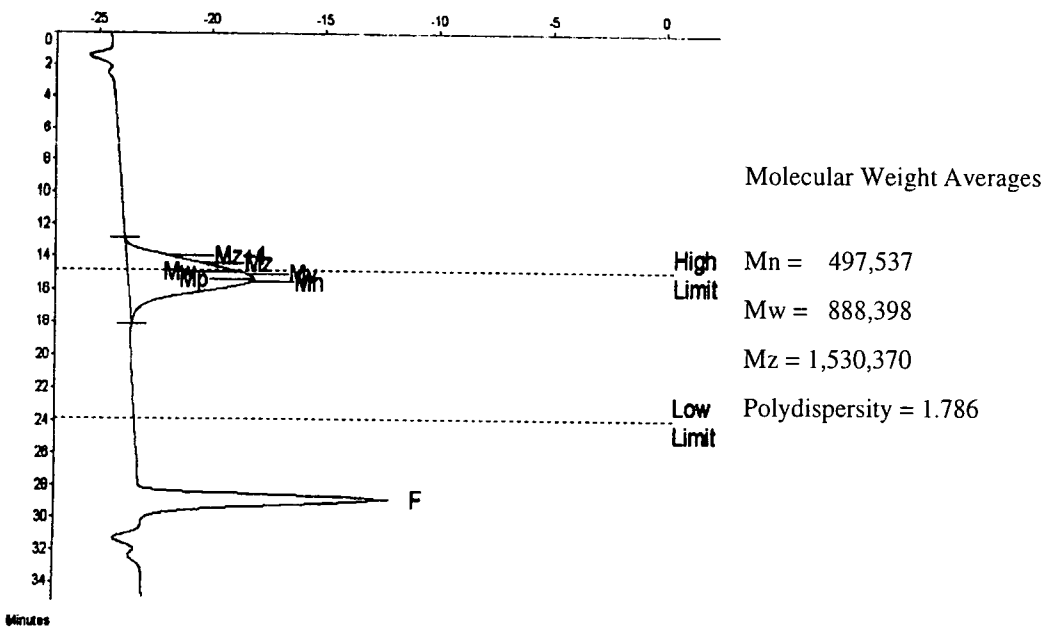 -25 -20 -15 -10 -5 0
0
2
4
6
8
10
12
14
16
18
20
22
24
26
28
30
32
34
Minutes
Mz+1
Mz
Mp
Mn
High
Limit
Low
Limit
F
Molecular Weight Averages
Mn = 497,537
Mw = 888,398
Mz = 1,530,370
Polydispersity = 1.786